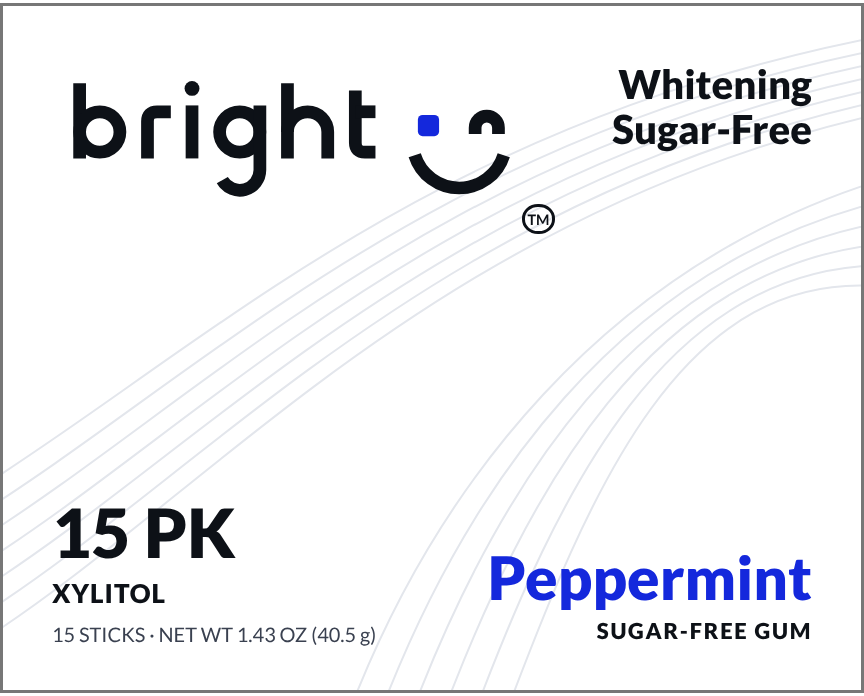 bright
Whitening
Sugar-Free
TM
15 PK
XYLITOL
15 STICKS · NET WT 1.43 OZ (40.5 g)
Peppermint
SUGAR-FREE GUM